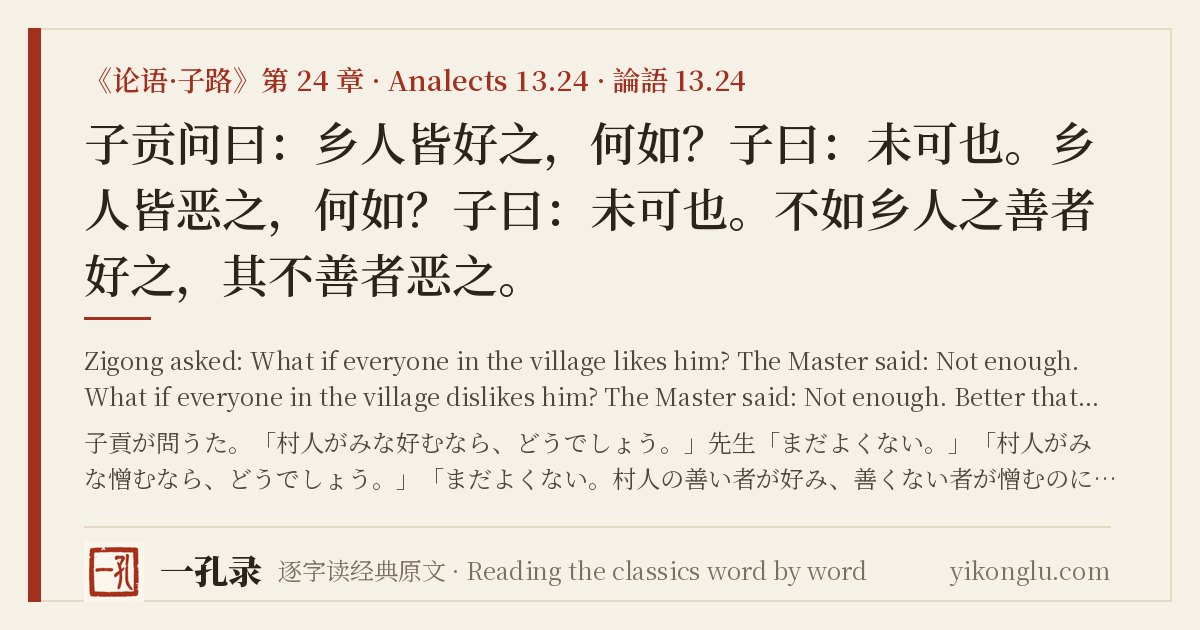 《论语·子路》第 24 章 · Analects 13.24 · 論語 13.24
子贡问曰：乡人皆好之，何如？子曰：未可也。乡
人皆恶之，何如？子曰：未可也。不如乡人之善者
好之，其不善者恶之。
Zigong asked: What if everyone in the village likes him? The Master said: Not enough.
What if everyone in the village dislikes him? The Master said: Not enough. Better that...
子貢が問うた。「村人がみな好むなら、どうでしょう。」先生「まだよくない。」「村人がみ
な憎むなら、どうでしょう。」「まだよくない。村人の善い者が好み、善くない者が憎むのに…
一孔
一孔录 逐字读经典原文 · Reading the classics word by word yikonglu.com